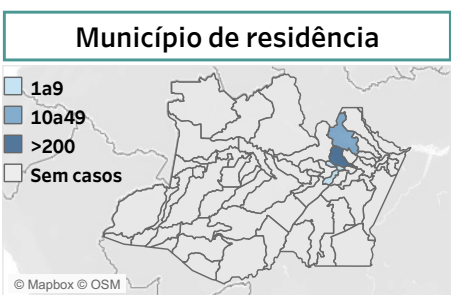 Município de residência
1a9
10a49
>200
Sem casos
© Mapbox © OSM